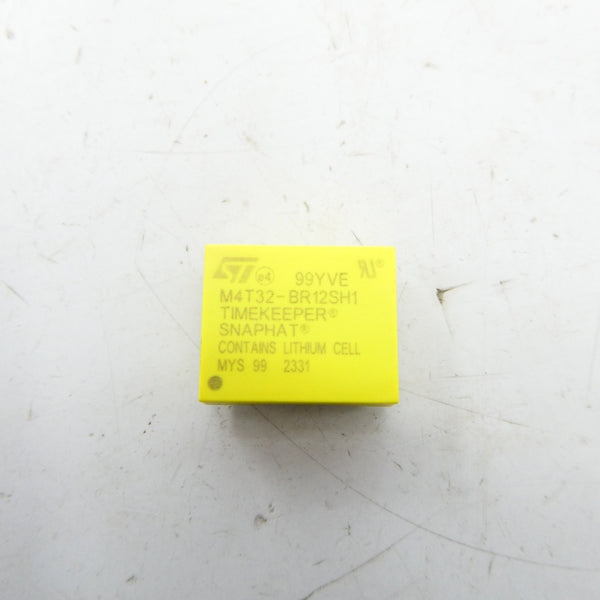 ST e4 99YVE
M4T32-BR12SH1
TIMEKEEPER®
SNAPHAT®
CONTAINS LITHIUM CELL
MYS 99 2331